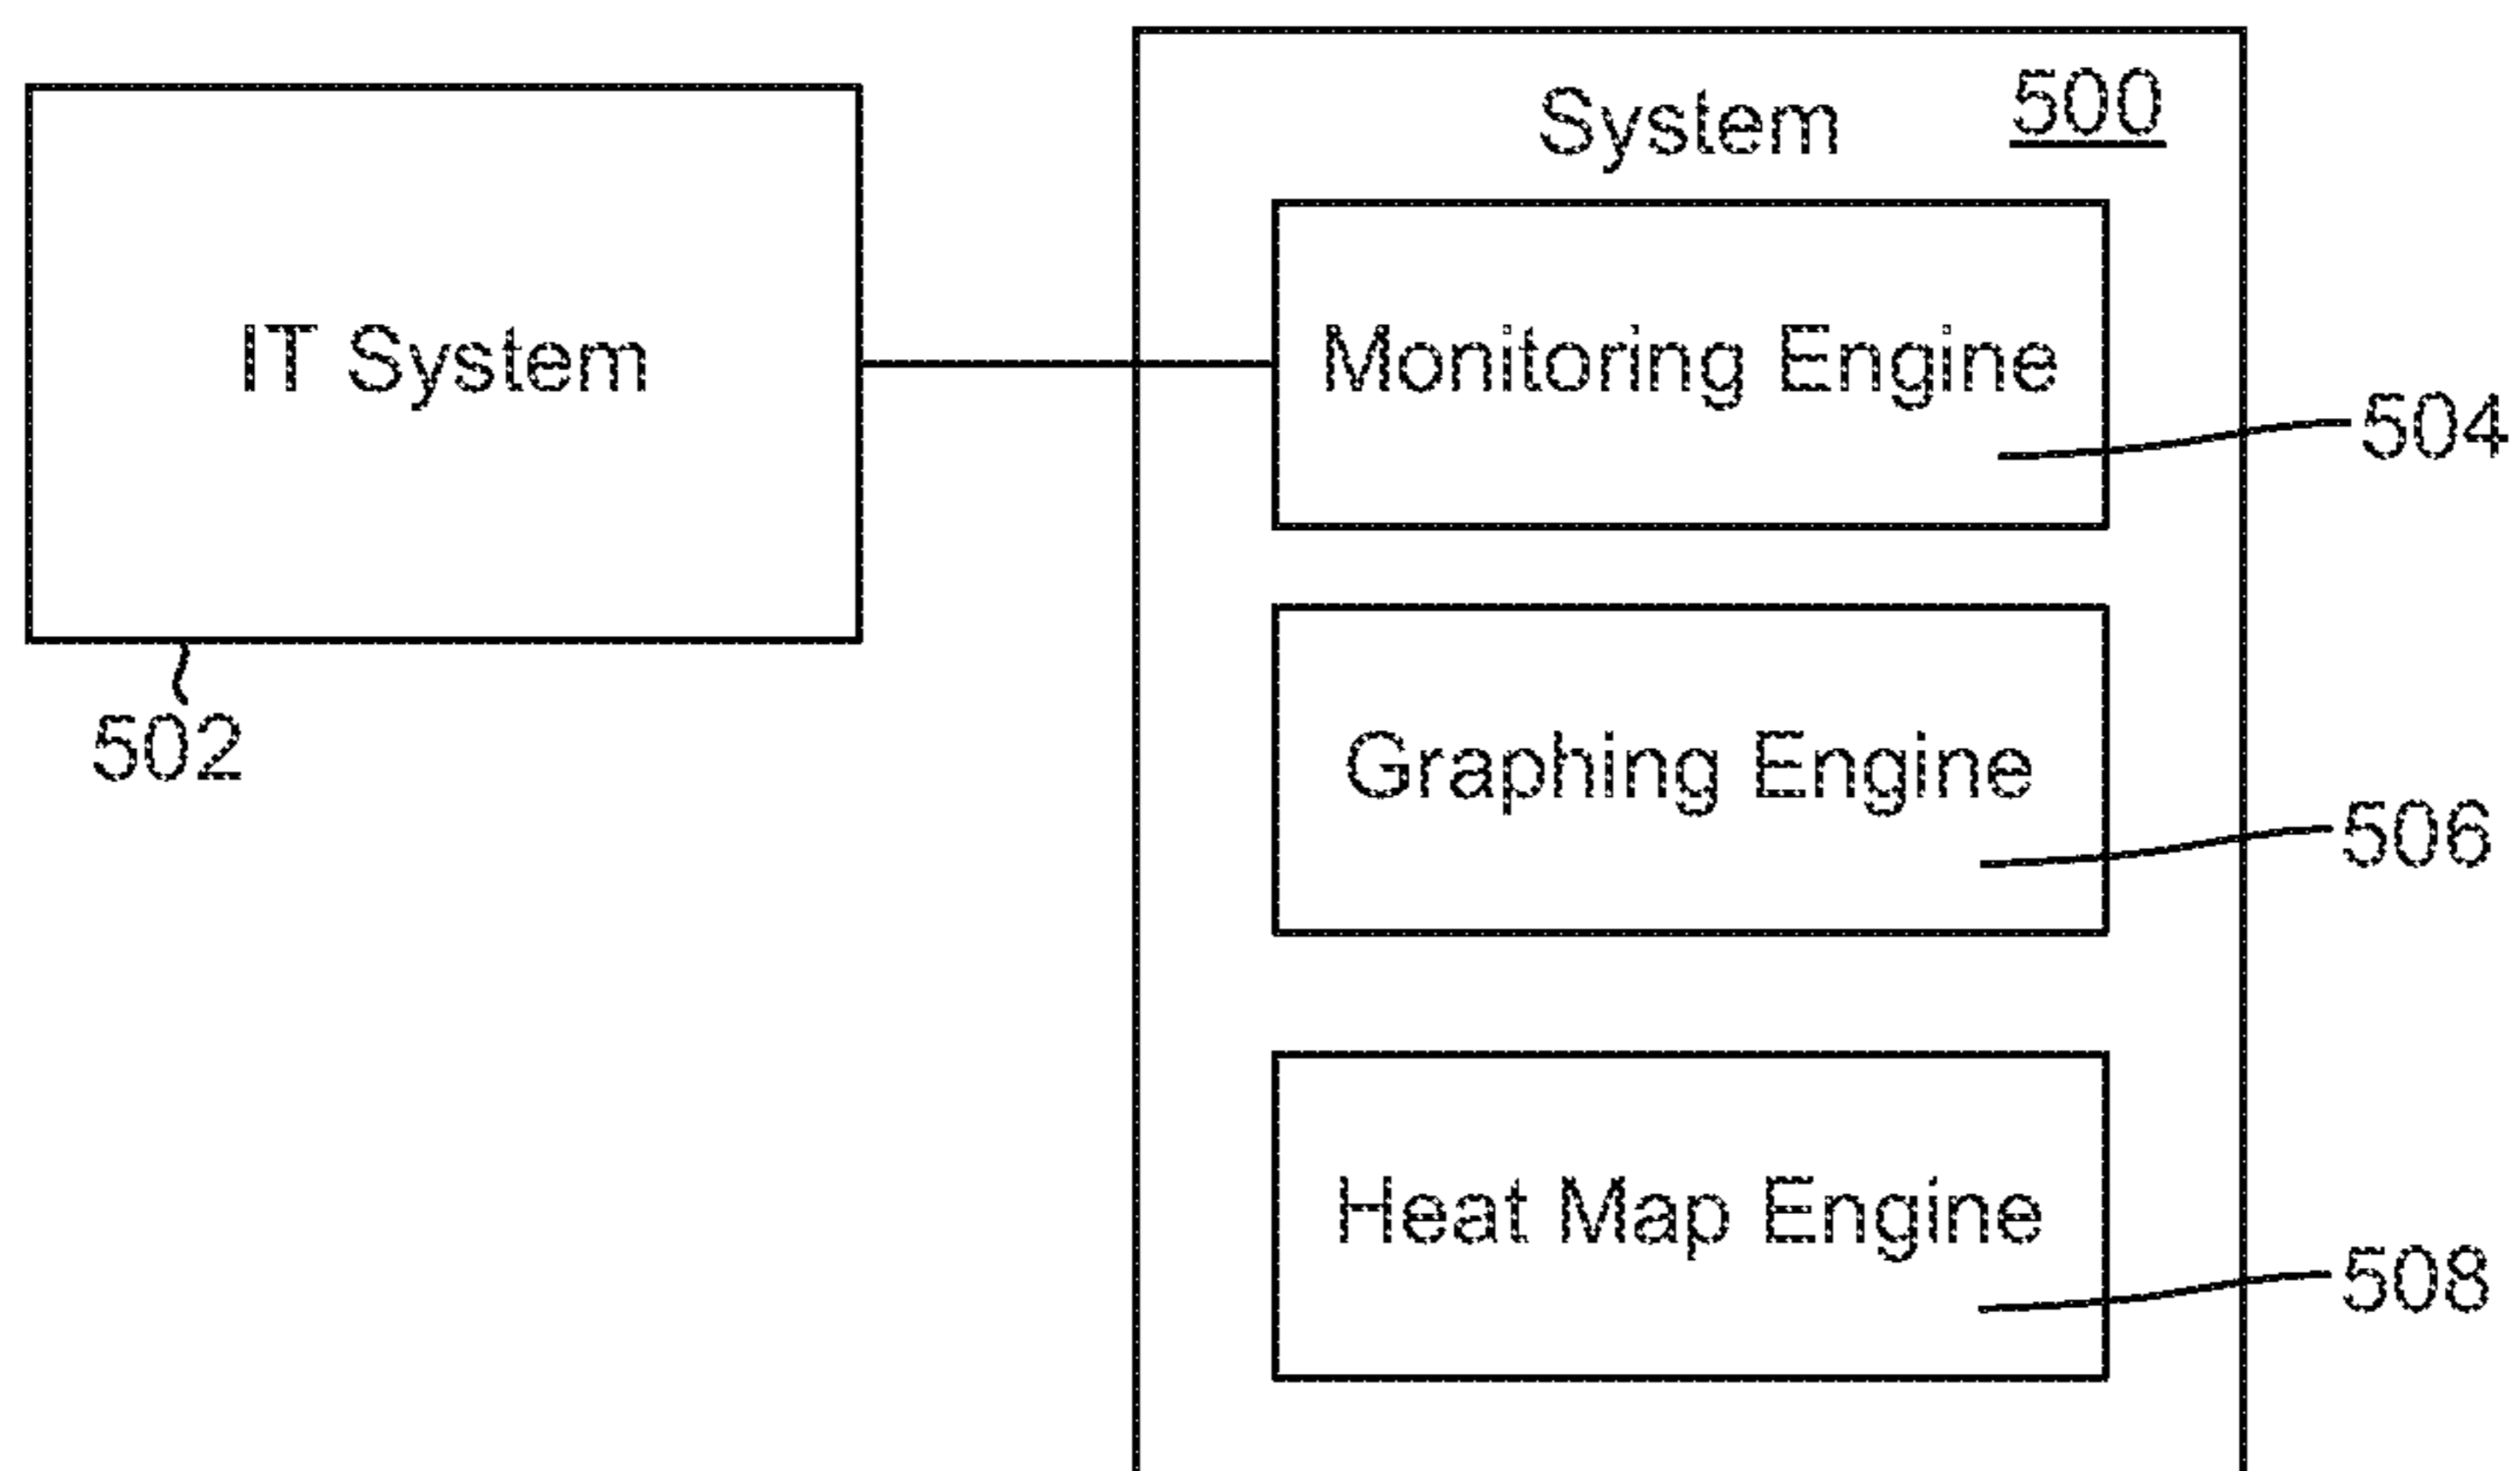 System 500
IT System
Monitoring Engine
504
502
Graphing Engine
506
Heat Map Engine
508